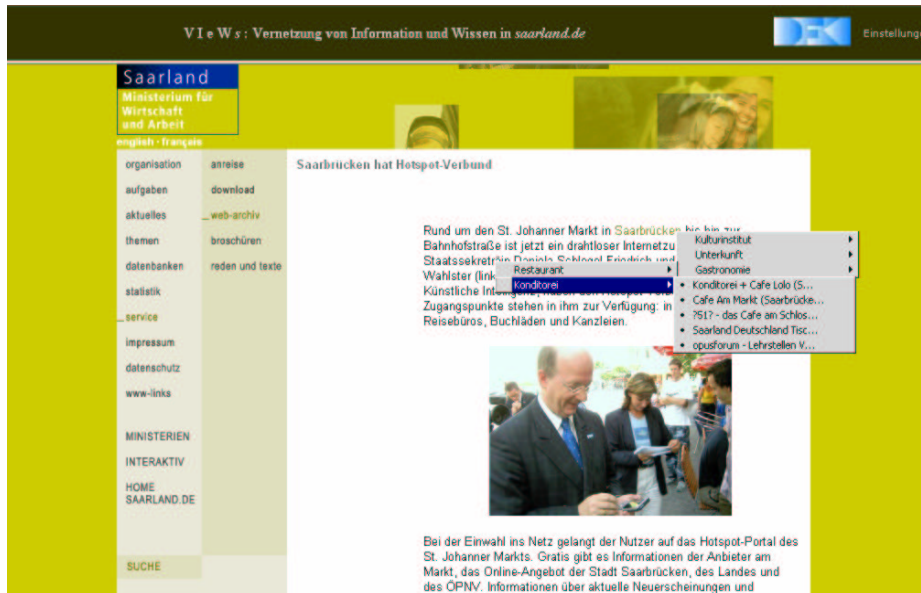 VIeWs: Vernetzung von Information und Wissen in saarland.de
DFK
Saarland
Ministerium für
Wirtschaft
und Arbeit
english · français
organisation
aufgaben
aktuelles
themen
datenbanken
statistik
_service
impressum
datenschutz
www-links
MINISTERIEN
INTERAKTIV
HOME
SAARLAND.DE
SUCHE
anreise
download
_web-archiv
broschüren
reden und texte
Saarbrücken hat Hotspot-Verbund
Rund um den St. Johanner Markt in Saarbrücken bis hin zur
Bahnhofstraße ist jetzt ein drahtloser Internetzu
Staatssekretärin Daniela Schlegel-Friedrich und
Wahlster (link
Künstliche
Zugangspunkte stehen in ihm zur Verfügung: in
Reisebüros, Buchläden und Kanzleien.
Kulturinstitut
Unterkunft
Gastronomie
Restaurant
Konditorei
• Konditorei + Cafe Lolo (S...
• Cafe Am Markt (Saarbrücke...
• ?51? - das Cafe am Schlos...
• Saarland Deutschland Tisc...
• opusforum - Lehrstellen V...
Bei der Einwahl ins Netz gelangt der Nutzer auf das Hotspot-Portal des
St. Johanner Markts. Gratis gibt es Informationen der Anbieter am
Markt, das Online-Angebot der Stadt Saarbrücken, des Landes und
des ÖPNV. Informationen über aktuelle Neuerscheinungen und